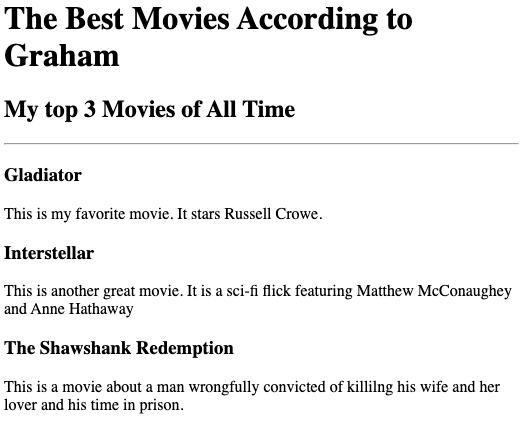 The Best Movies According to
Graham
My top 3 Movies of All Time
Gladiator
This is my favorite movie. It stars Russell Crowe.
Interstellar
This is another great movie. It is a sci-fi flick featuring Matthew McConaughey
and Anne Hathaway
The Shawshank Redemption
This is a movie about a man wrongfully convicted of killilng his wife and her
lover and his time in prison.